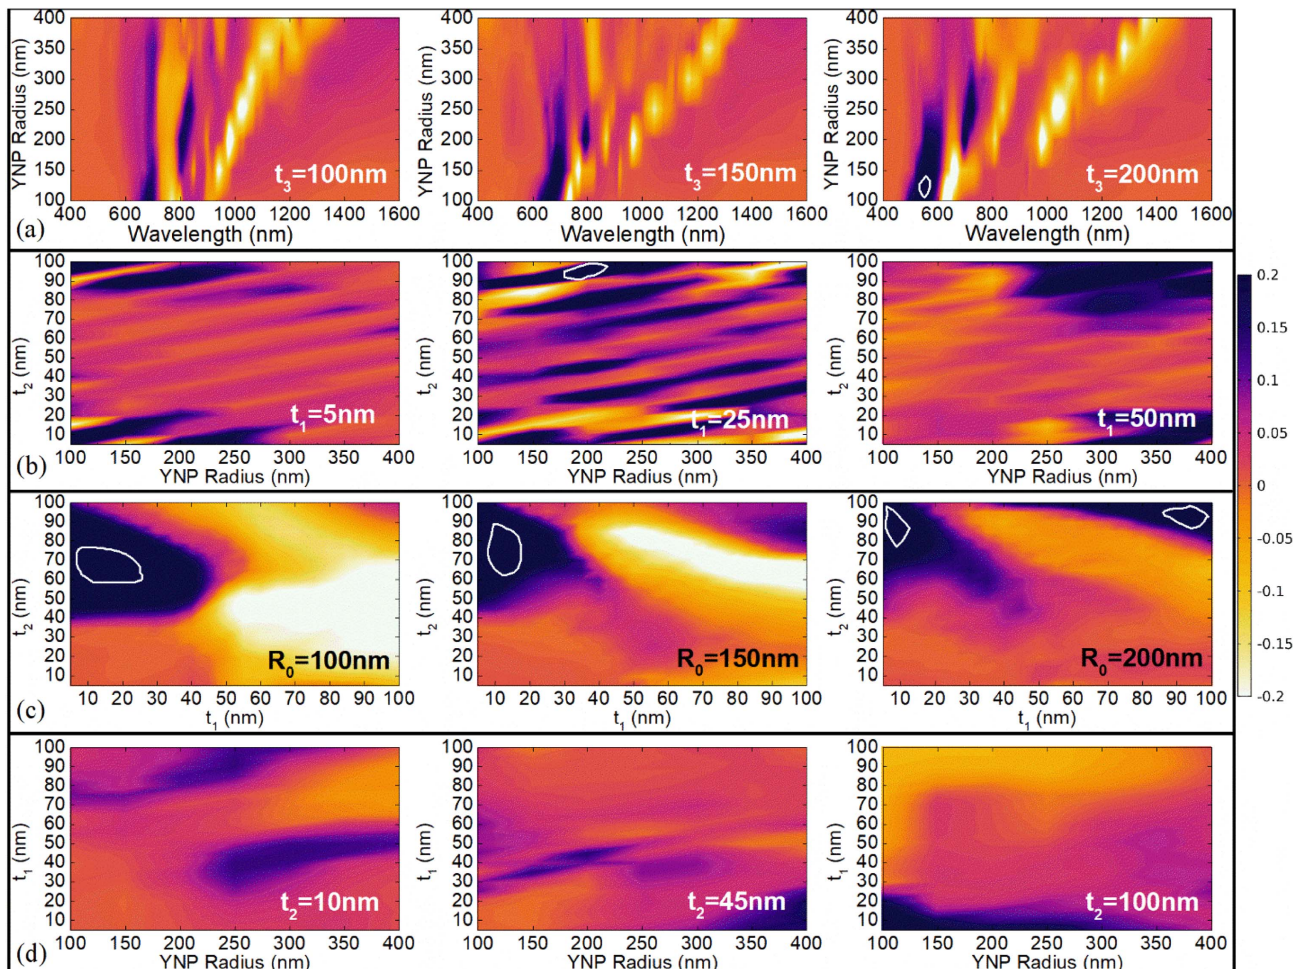 400 350 300 250 200 150 100
YNP Radius (nm)
t3=100nm
400 600 800 1000 1200 1400 1600
Wavelength (nm)
400 350 300 250 200 150 100
YNP Radius (nm)
t3=150nm
400 600 800 1000 1200 1400 1600
Wavelength (nm)
400 350 300 250 200 150 100
YNP Radius (nm)
t3=200nm
400 600 800 1000 1200 1400 1600
Wavelength (nm)
(a)
100 90 80 70 60 50 40 30 20 10
t2 (nm)
t1=5nm
100 150 200 250 300 350 400
YNP Radius (nm)
100 90 80 70 60 50 40 30 20 10
t2 (nm)
t1=25nm
100 150 200 250 300 350 400
YNP Radius (nm)
100 90 80 70 60 50 40 30 20 10
t2 (nm)
t1=50nm
100 150 200 250 300 350 400
YNP Radius (nm)
(b)
100 90 80 70 60 50 40 30 20 10
t2 (nm)
R0=100nm
10 20 30 40 50 60 70 80 90 100
t1 (nm)
100 90 80 70 60 50 40 30 20 10
t2 (nm)
R0=150nm
10 20 30 40 50 60 70 80 90 100
t1 (nm)
100 90 80 70 60 50 40 30 20 10
t2 (nm)
R0=200nm
10 20 30 40 50 60 70 80 90 100
t1 (nm)
(c)
100 90 80 70 60 50 40 30 20 10
t1 (nm)
t2=10nm
100 150 200 250 300 350 400
YNP Radius (nm)
100 90 80 70 60 50 40 30 20 10
t1 (nm)
t2=45nm
100 150 200 250 300 350 400
YNP Radius (nm)
100 90 80 70 60 50 40 30 20 10
t1 (nm)
t2=100nm
100 150 200 250 300 350 400
YNP Radius (nm)
(d)
0.2
0.15
0.1
0.05
0
-0.05
-0.1
-0.15
-0.2